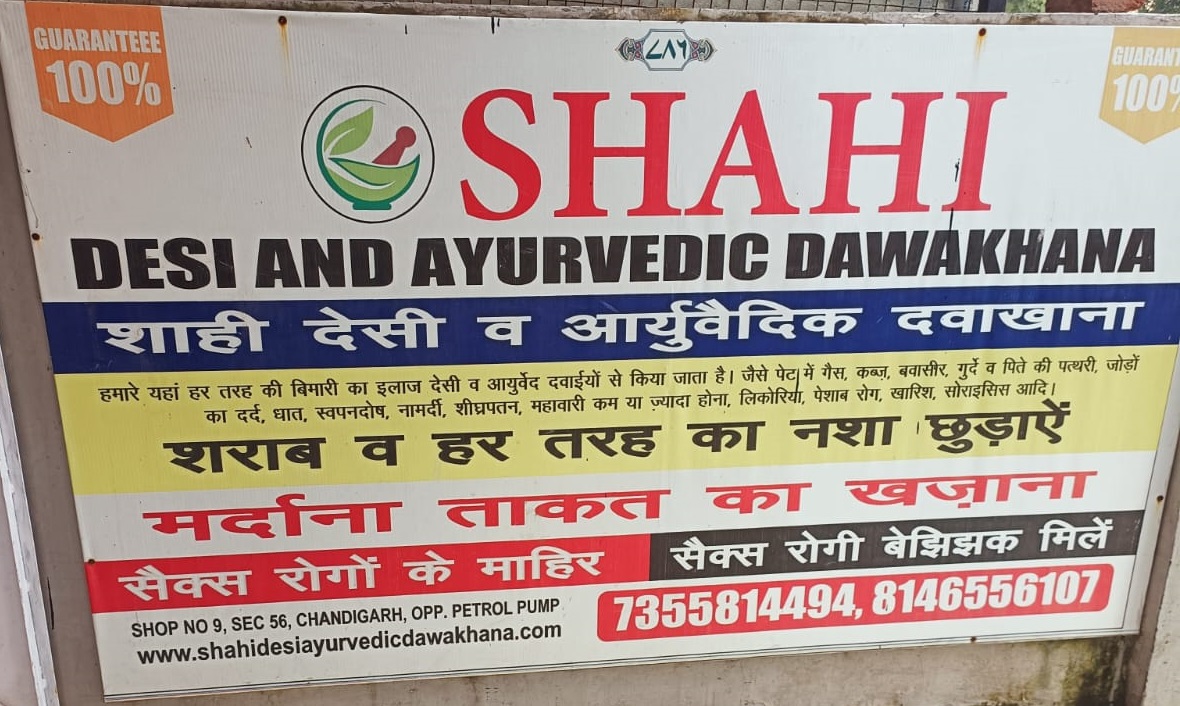 GUARANTEEE
100%
٧٨٦
GUARANT
100%
SHAHI
DESI AND AYURVEDIC DAWAKHANA
शाही देसी व आर्युवैदिक दवाखाना
हमारे यहां हर तरह की बिमारी का इलाज देसी व आयुर्वेद दवाईयों से किया जाता है। जैसे पेट में गैस, कब्ज़, बवासीर, गुर्दे व पिते की पत्थरी, जोड़ों
का दर्द, धात, स्वपनदोष, नामर्दी, शीघ्रपतन, महावारी कम या ज़्यादा होना, लिकोरिया, पेशाब रोग, खारिश, सोराइसिस आदि।
शराब व हर तरह का नशा छुड़ाऐं
मर्दाना ताकत का खज़ाना
सैक्स रोगों के माहिर
सैक्स रोगी बेझिझक मिलें
SHOP NO 9, SEC 56, CHANDIGARH, OPP. PETROL PUMP
www.shahidesiayurvedicdawakhana.com
7355814494, 8146556107